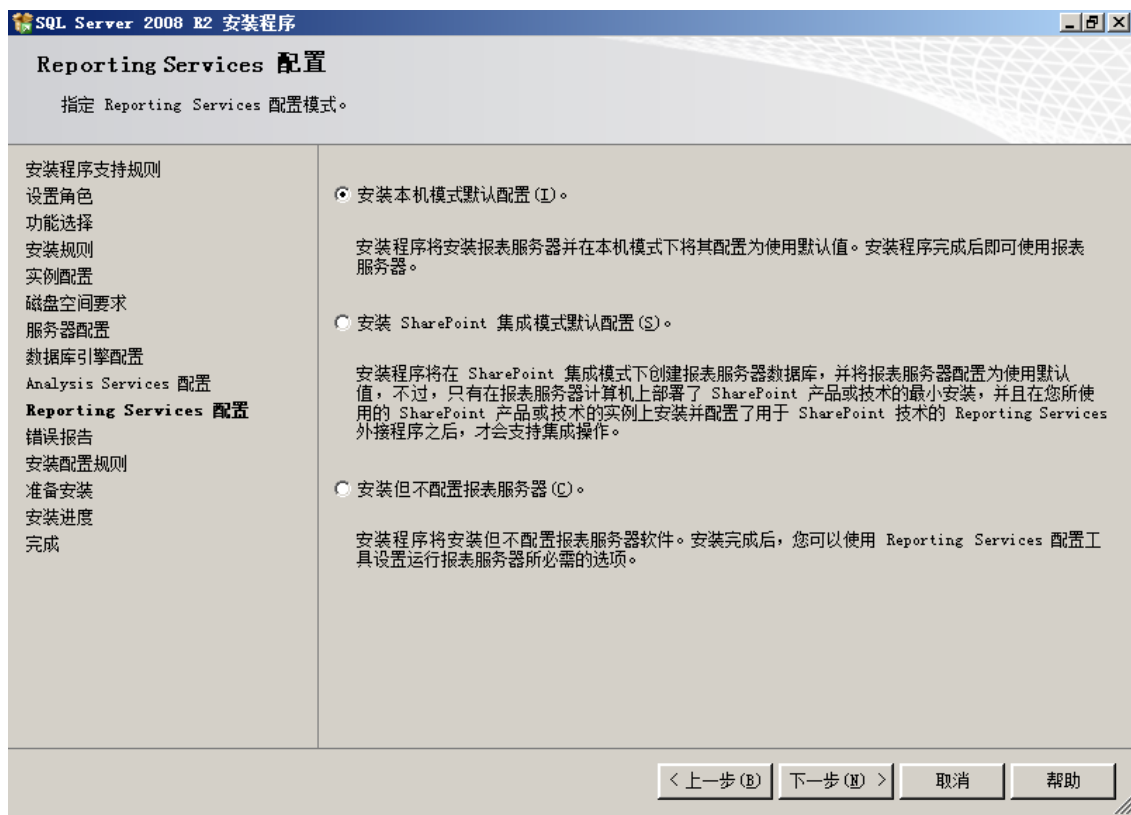 SQL Server 2008 R2 安装程序
Reporting Services 配置
指定 Reporting Services 配置模式。
安装程序支持规则
设置角色
功能选择
安装规则
实例配置
磁盘空间要求
服务器配置
数据库引擎配置
Analysis Services 配置
Reporting Services 配置
错误报告
安装配置规则
准备安装
安装进度
完成
安装本机模式默认配置(I)。
安装程序将安装报表服务器并在本机模式下将其配置为使用默认值。安装程序完成后即可使用报表
服务器。
安装 SharePoint 集成模式默认配置(S)。
安装程序将在 SharePoint 集成模式下创建报表服务器数据库，并将报表服务器配置为使用默认
值，不过，只有在报表服务器计算机上部署了 SharePoint 产品或技术的最小安装，并且在您所使
用的 SharePoint 产品或技术的实例上安装并配置了用于 SharePoint 技术的 Reporting Services
外接程序之后，才会支持集成操作。
安装但不配置报表服务器(C)。
安装程序将安装但不配置报表服务器软件。安装完成后，您可以使用 Reporting Services 配置工
具设置运行报表服务器所必需的选项。
< 上一步(B) 下一步(N) > 取消 帮助